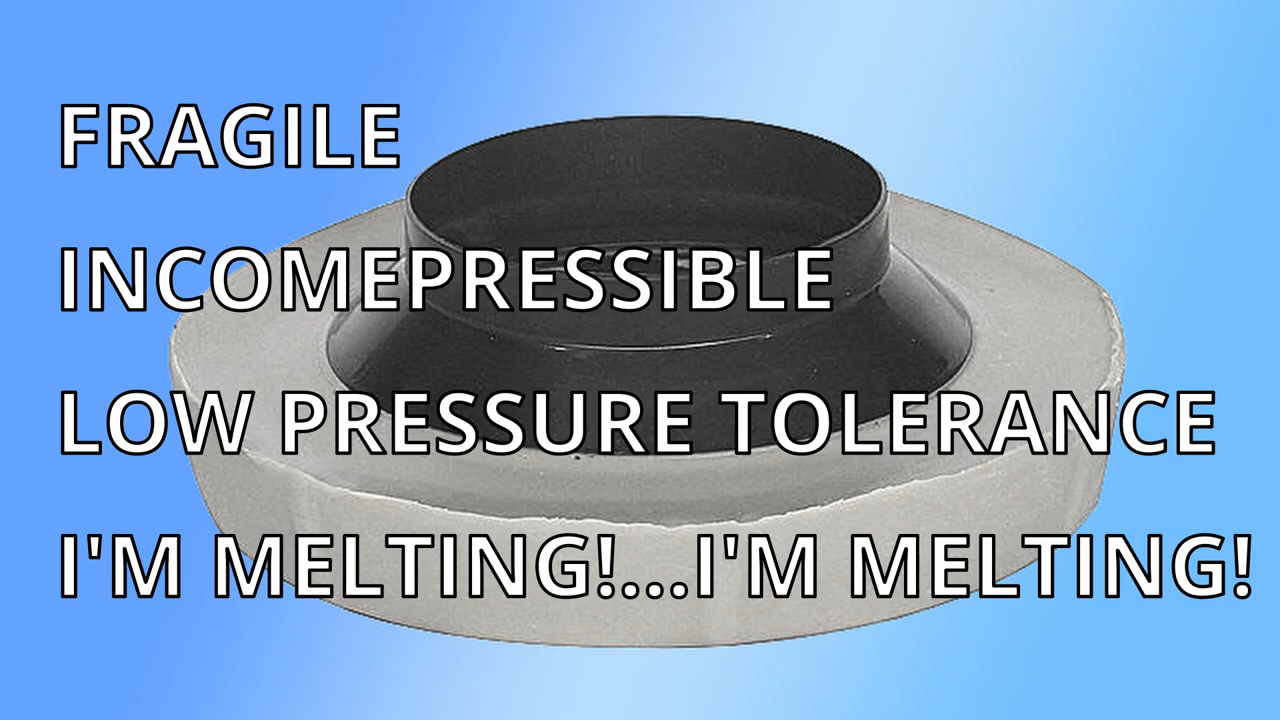 FRAGILE
INCOMEPRESSIBLE
LOW PRESSURE TOLERANCE
I'M MELTING!...I'M MELTING!